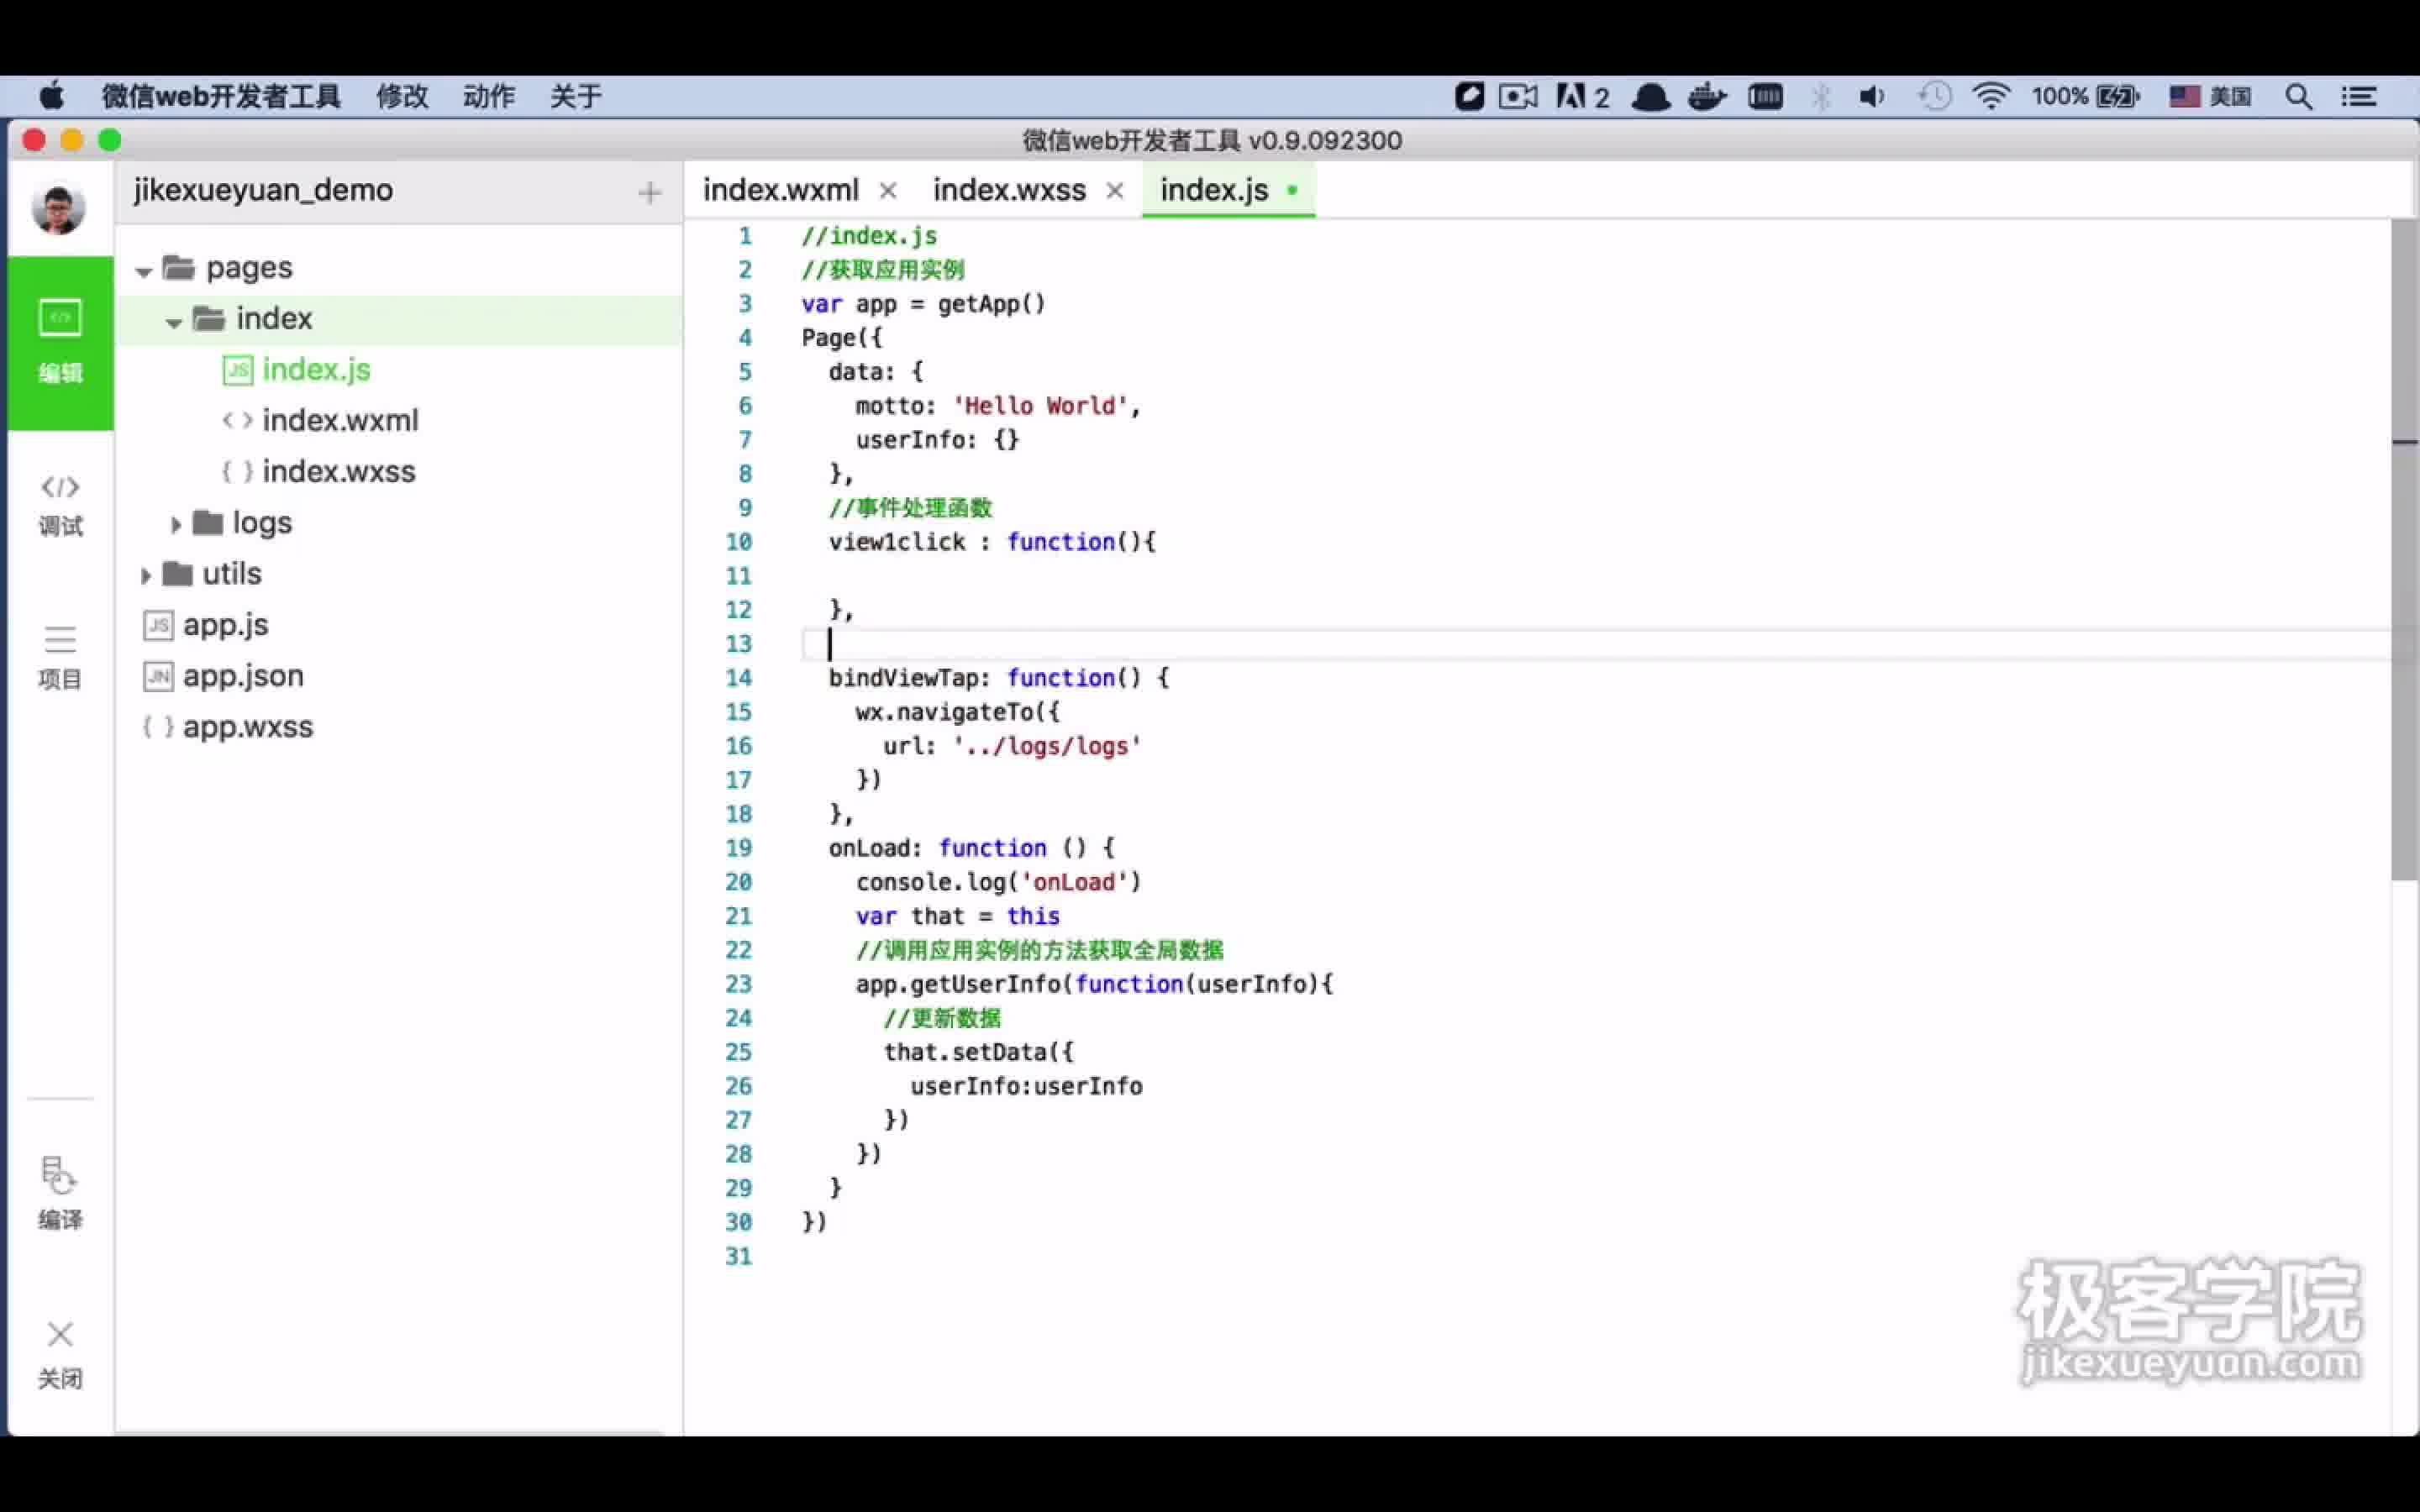 微信web开发者工具 修改 动作 关于 2 100% 美国
微信web开发者工具 v0.9.092300
jikexueyuan_demo +
index.wxml × index.wxss × index.js
编辑
调试
项目
编译
关闭
pages
index
JS index.js
< > index.wxml
{ } index.wxss
logs
utils
JS app.js
JN app.json
{ } app.wxss
1 //index.js
2 //获取应用实例
3 var app = getApp()
4 Page({
5 data: {
6 motto: 'Hello World',
7 userInfo: {}
8 },
9 //事件处理函数
10 view1click : function(){
11
12 },
13
14 bindViewTap: function() {
15 wx.navigateTo({
16 url: '../logs/logs'
17 })
18 },
19 onLoad: function () {
20 console.log('onLoad')
21 var that = this
22 //调用应用实例的方法获取全局数据
23 app.getUserInfo(function(userInfo){
24 //更新数据
25 that.setData({
26 userInfo:userInfo
27 })
28 })
29 }
30 })
31
极客学院
jikexueyuan.com